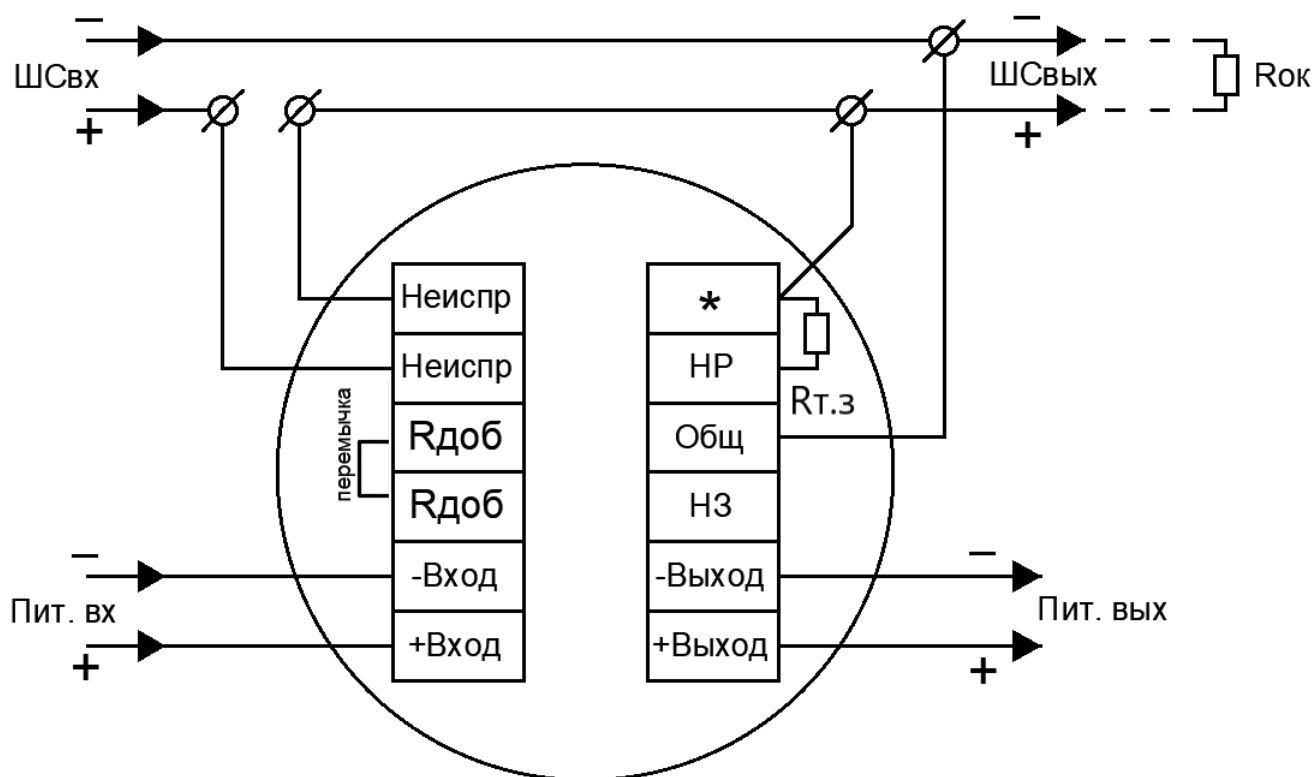 − −
ШСвх ШСвых Rок
+ +
Неиспр *
Неиспр НР
Rт.з
перемычка
Rдоб Общ
Rдоб НЗ
− −
-Вход -Выход
Пит. вх Пит. вых
+Вход +Выход
+ +